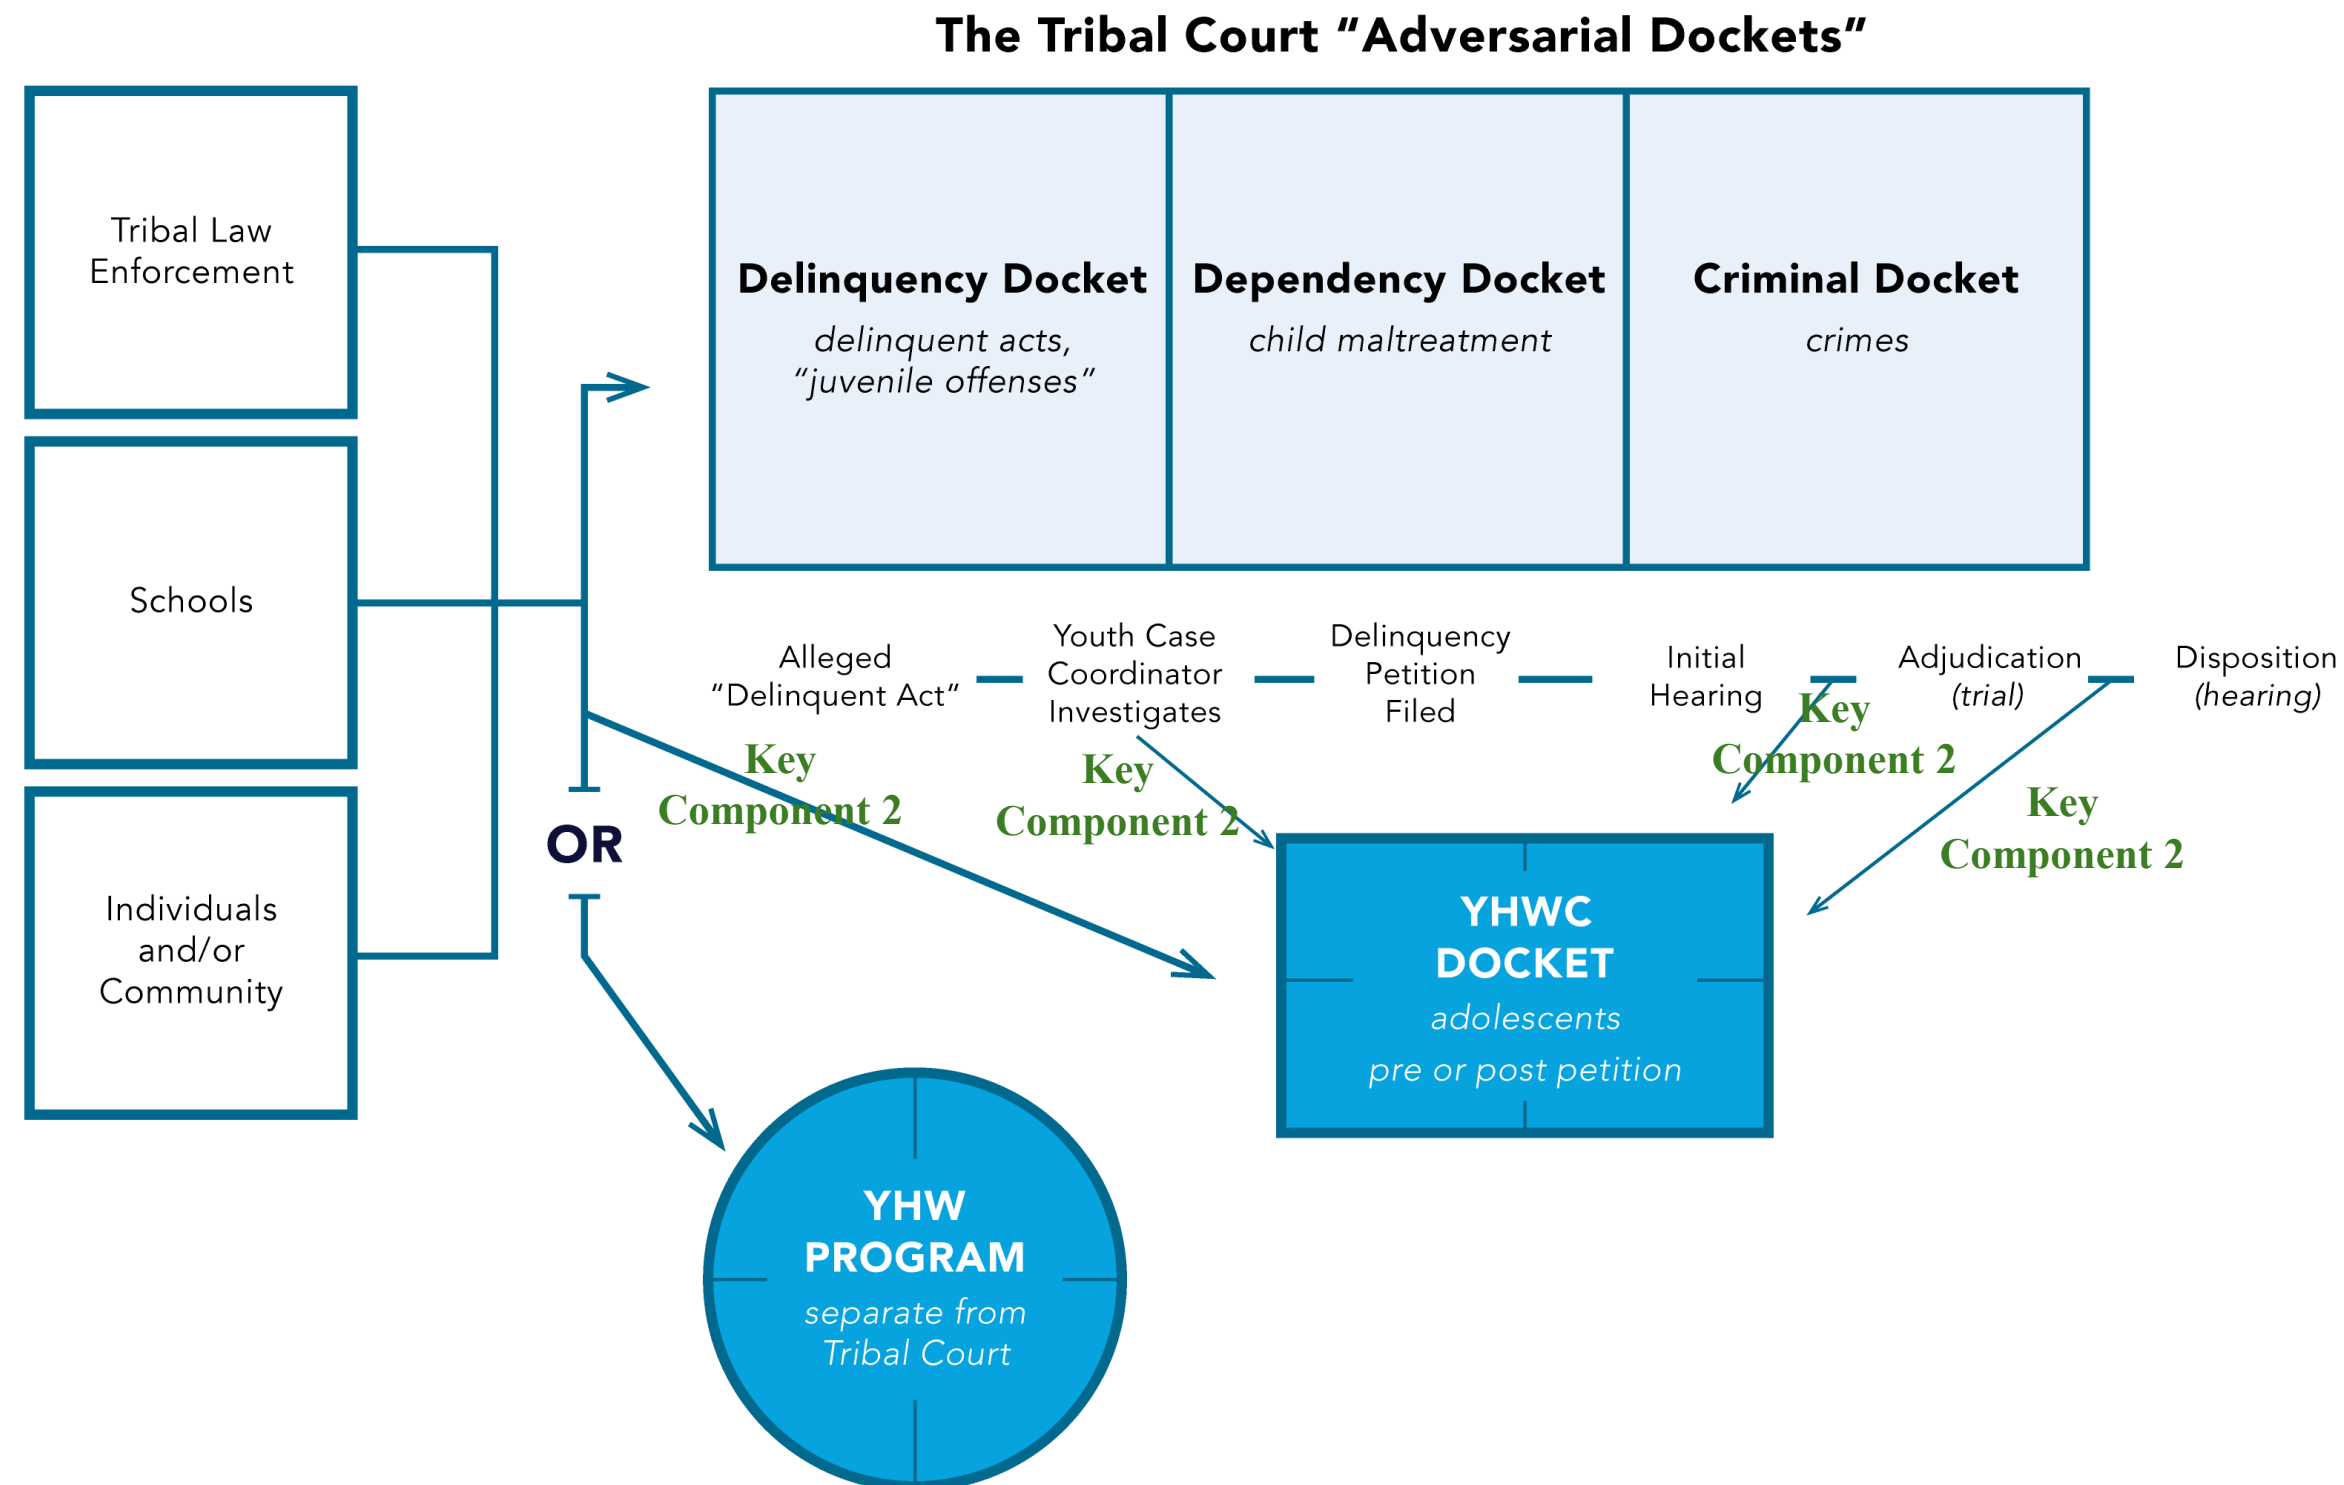 The Tribal Court “Adversarial Dockets”
Tribal Law
Enforcement
Schools
Individuals
and/or
Community
Delinquency Docket
delinquent acts,
“juvenile offenses”
Dependency Docket
child maltreatment
Criminal Docket
crimes
Alleged
“Delinquent Act”
Youth Case
Coordinator
Investigates
Delinquency
Petition
Filed
Initial
Hearing
Adjudication
(trial)
Disposition
(hearing)
Key
Component 2
Key
Component 2
Key
Component 2
Key
Component 2
OR
YHWC
DOCKET
adolescents
pre or post petition
YHW
PROGRAM
separate from
Tribal Court